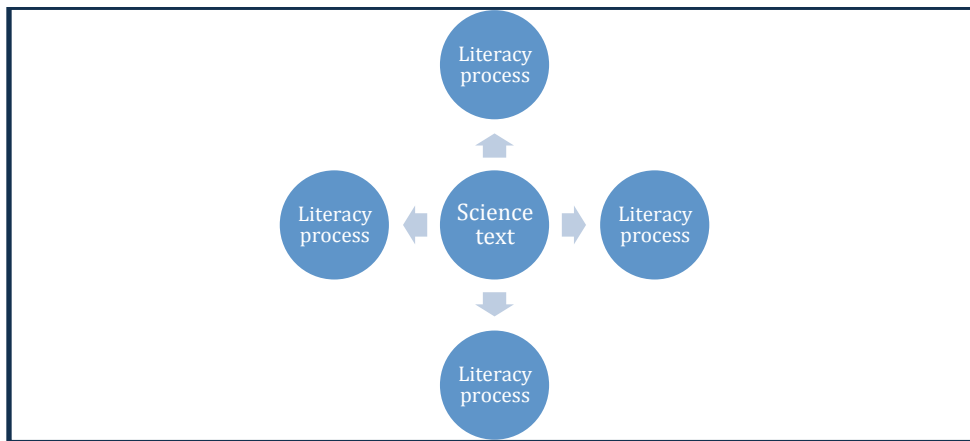 Literacy
process
Literacy
process
Science
text
Literacy
process
Literacy
process